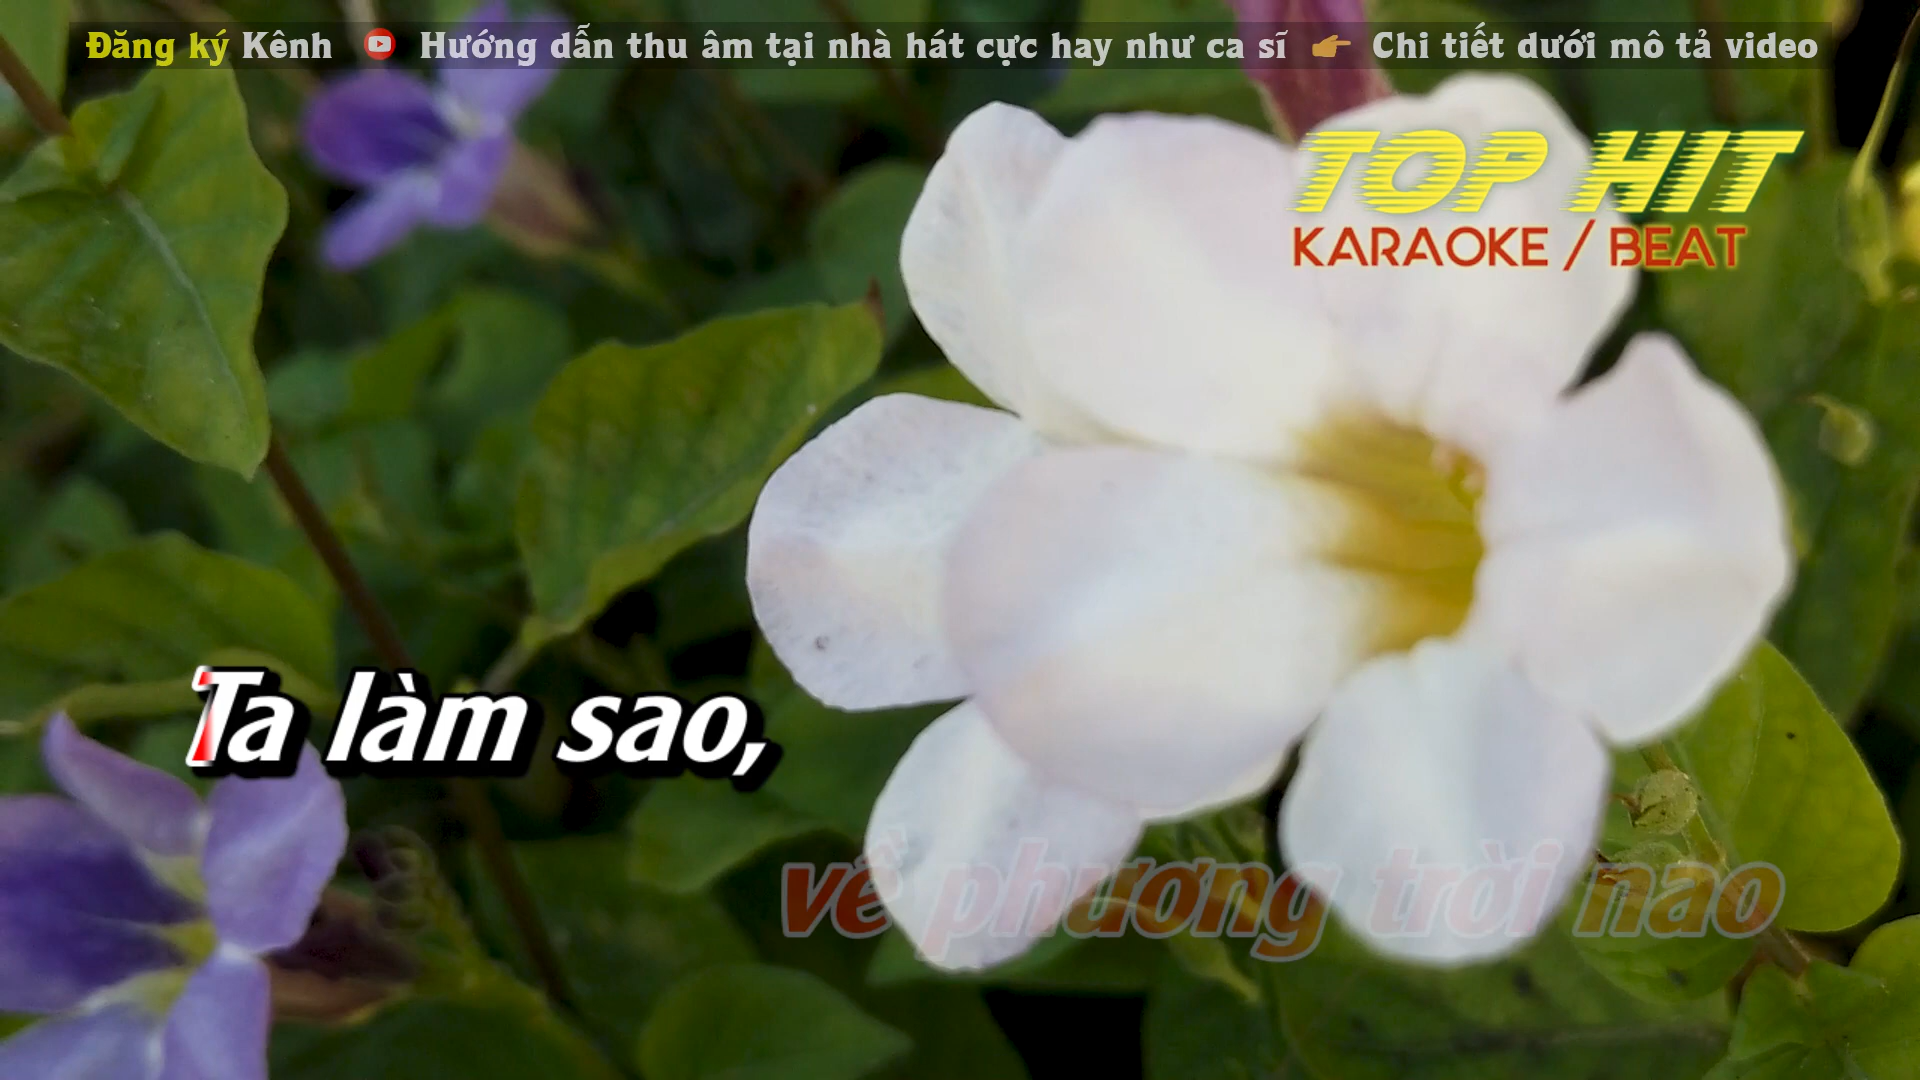 Đăng ký Kênh Hướng dẫn thu âm tại nhà hát cực hay như ca sĩ Chi tiết dưới mô tả video
TOP HIT
KARAOKE / BEAT
Ta làm sao,
về phương trời nao